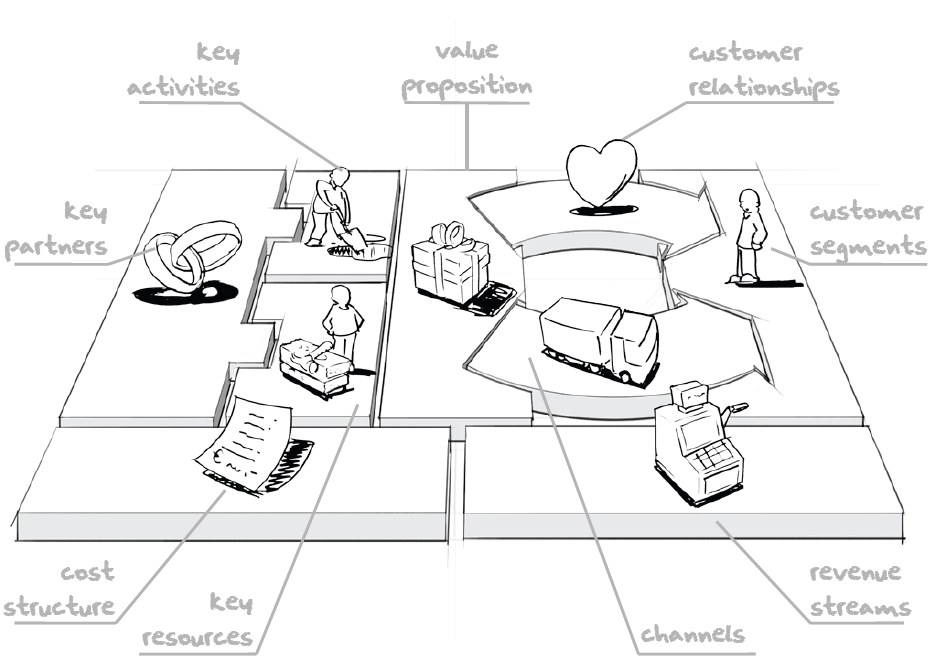 key
activities
value
proposition
customer
relationships
key
partners
customer
segments
cost
structure
key
resources
channels
revenue
streams